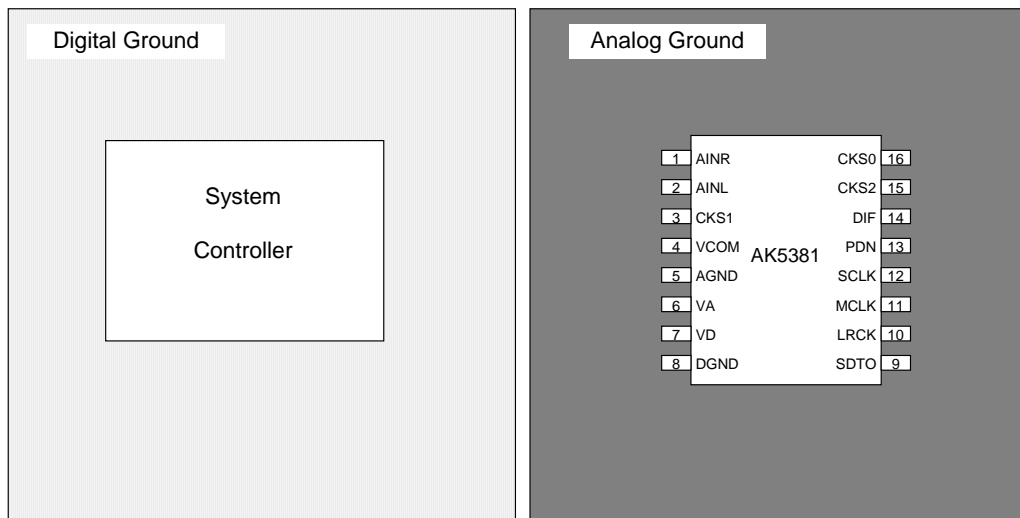 Digital Ground
System
Controller
Analog Ground
1 AINR
2 AINL
3 CKS1
4 VCOM
5 AGND
6 VA
7 VD
8 DGND
AK5381
CKS0 16
CKS2 15
DIF 14
PDN 13
SCLK 12
MCLK 11
LRCK 10
SDTO 9